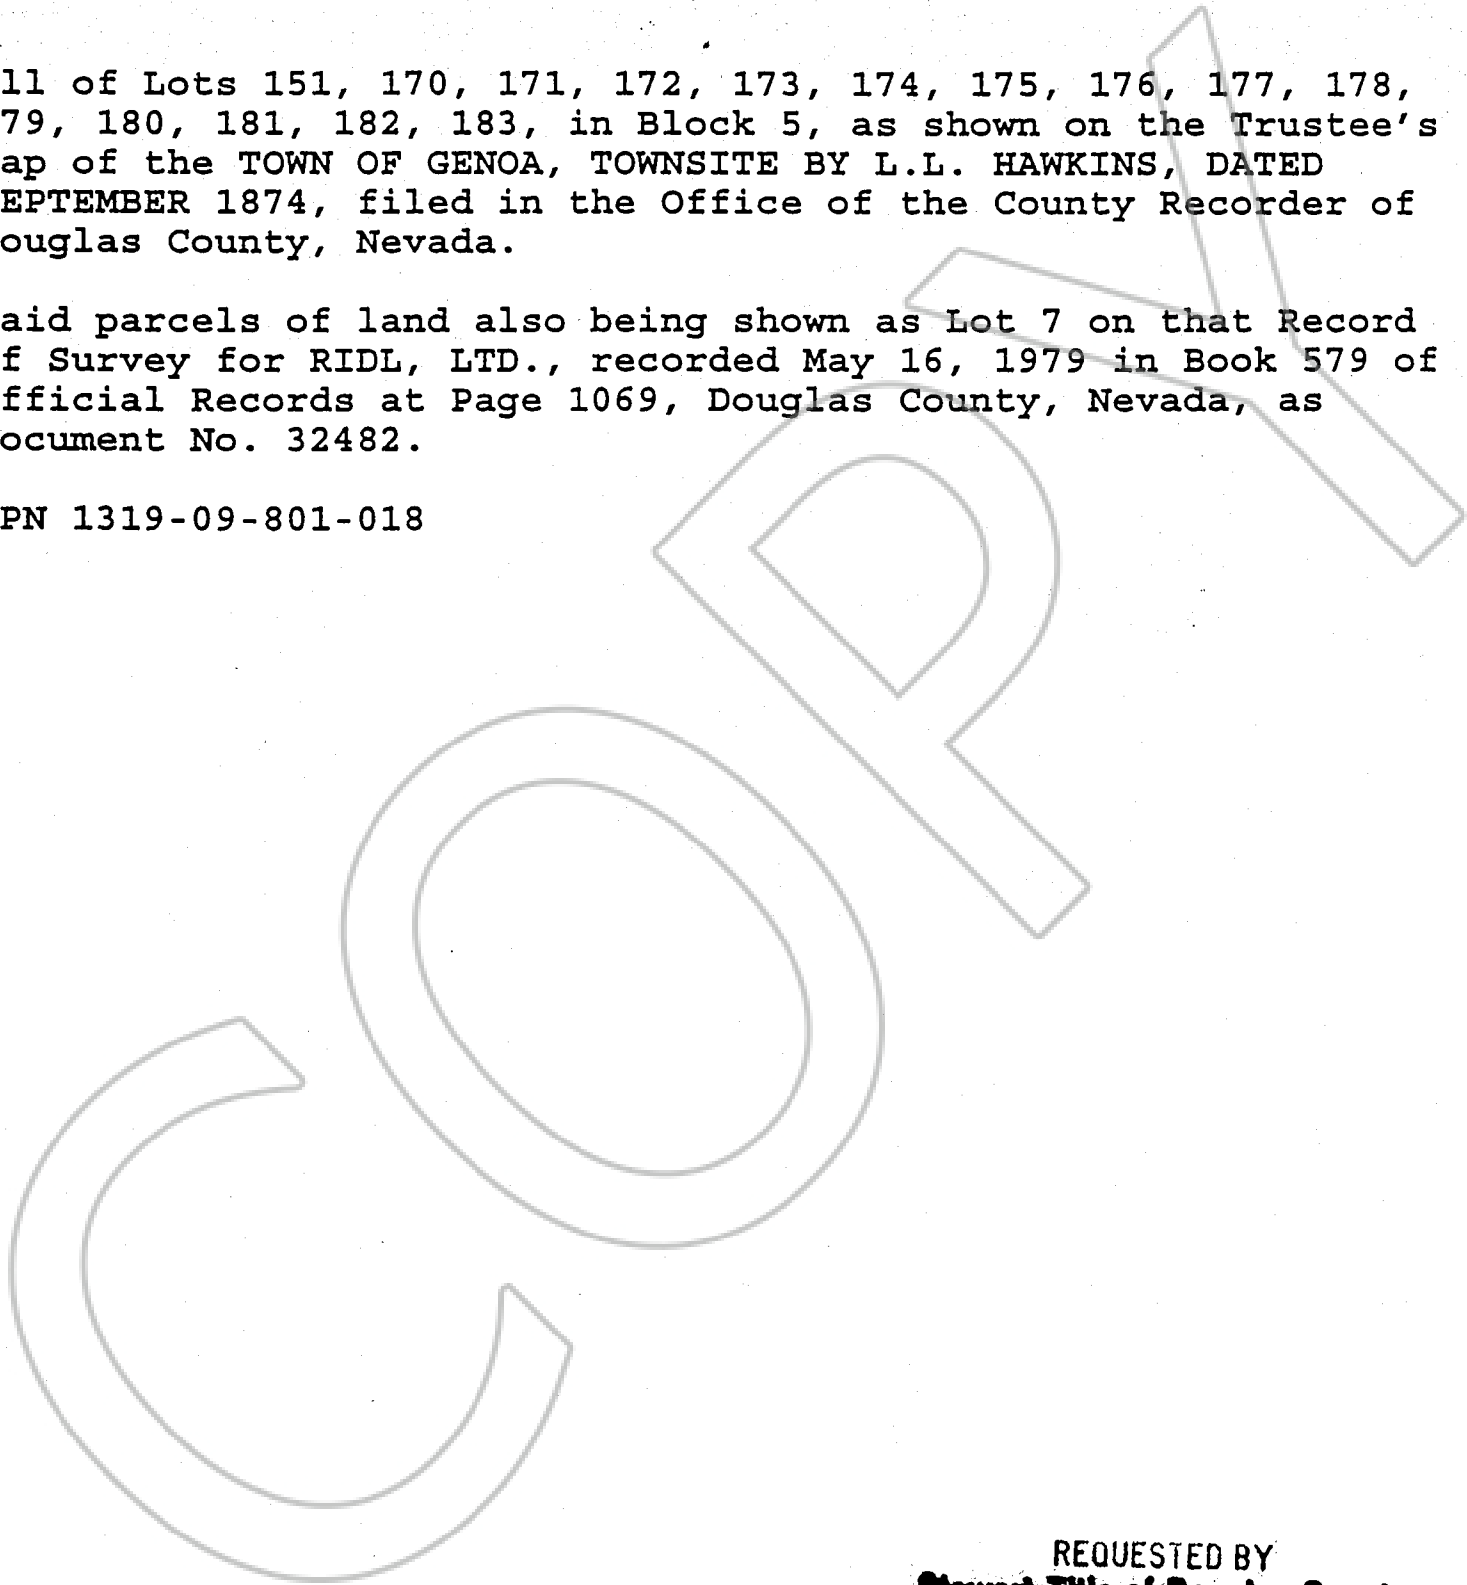 ll of Lots 151, 170, 171, 172, 173, 174, 175, 176, 177, 178,
79, 180, 181, 182, 183, in Block 5, as shown on the Trustee's
ap of the TOWN OF GENOA, TOWNSITE BY L.L. HAWKINS, DATED
EPTEMBER 1874, filed in the Office of the County Recorder of
ouglas County, Nevada.
aid parcels of land also being shown as Lot 7 on that Record
f Survey for RIDL, LTD., recorded May 16, 1979 in Book 579 of
fficial Records at Page 1069, Douglas County, Nevada, as
ocument No. 32482.
PN 1319-09-801-018
COPY
REQUESTED BY